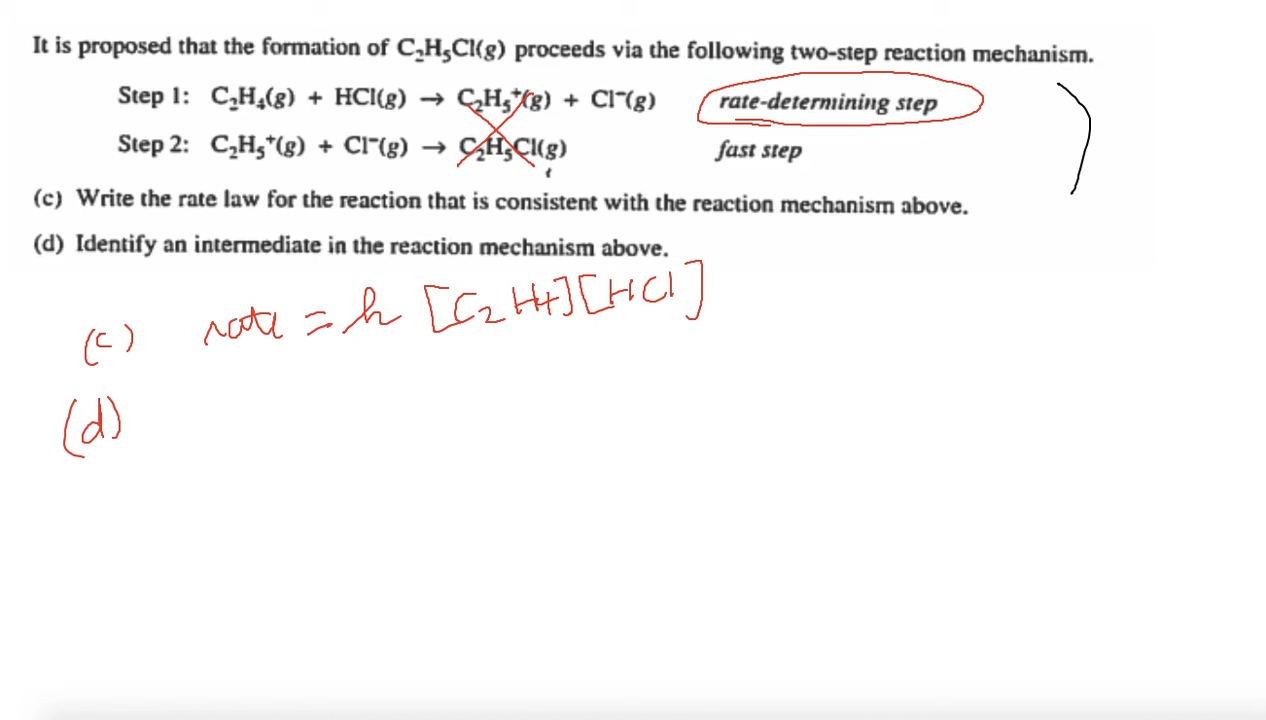 It is proposed that the formation of C₂H₅Cl(g) proceeds via the following two-step reaction mechanism.
Step 1: C₂H₄(g) + HCl(g) → C₂H₅⁺(g) + Cl⁻(g) rate-determining step
Step 2: C₂H₅⁺(g) + Cl⁻(g) → C₂H₅Cl(g) fast step
(c) Write the rate law for the reaction that is consistent with the reaction mechanism above.
(d) Identify an intermediate in the reaction mechanism above.
(c) rate = k [C₂H₄][HCl]
(d)